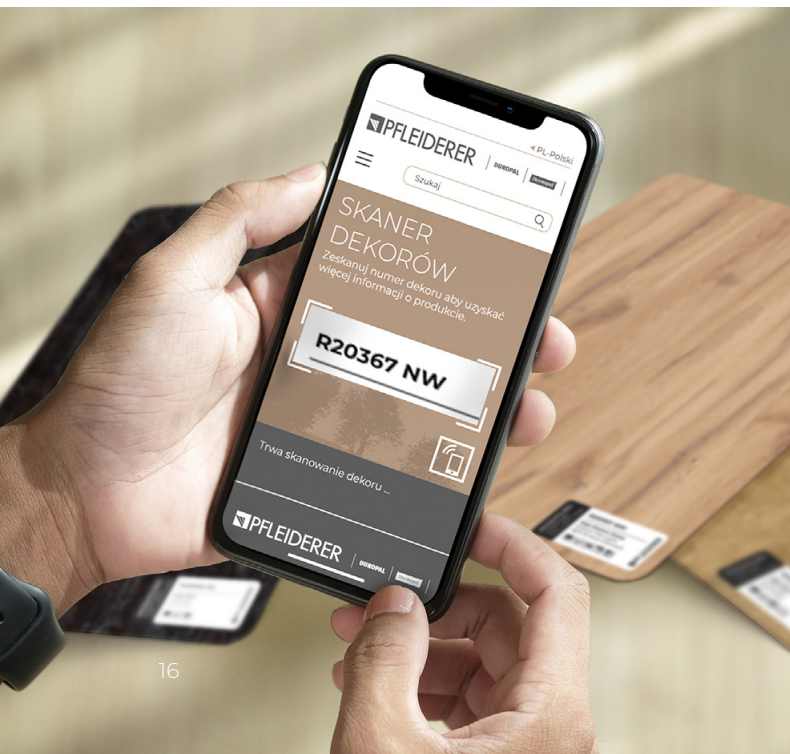 PFLEIDERER
DUROPAL
PL-Polski
Szukaj
SKANER
DEKORÓW
Zeskanuj numer dekoru aby uzyskać
więcej informacji o produkcie.
R20367 NW
Trwa skanowanie dekoru ...
PFLEIDERER
DUROPAL
16